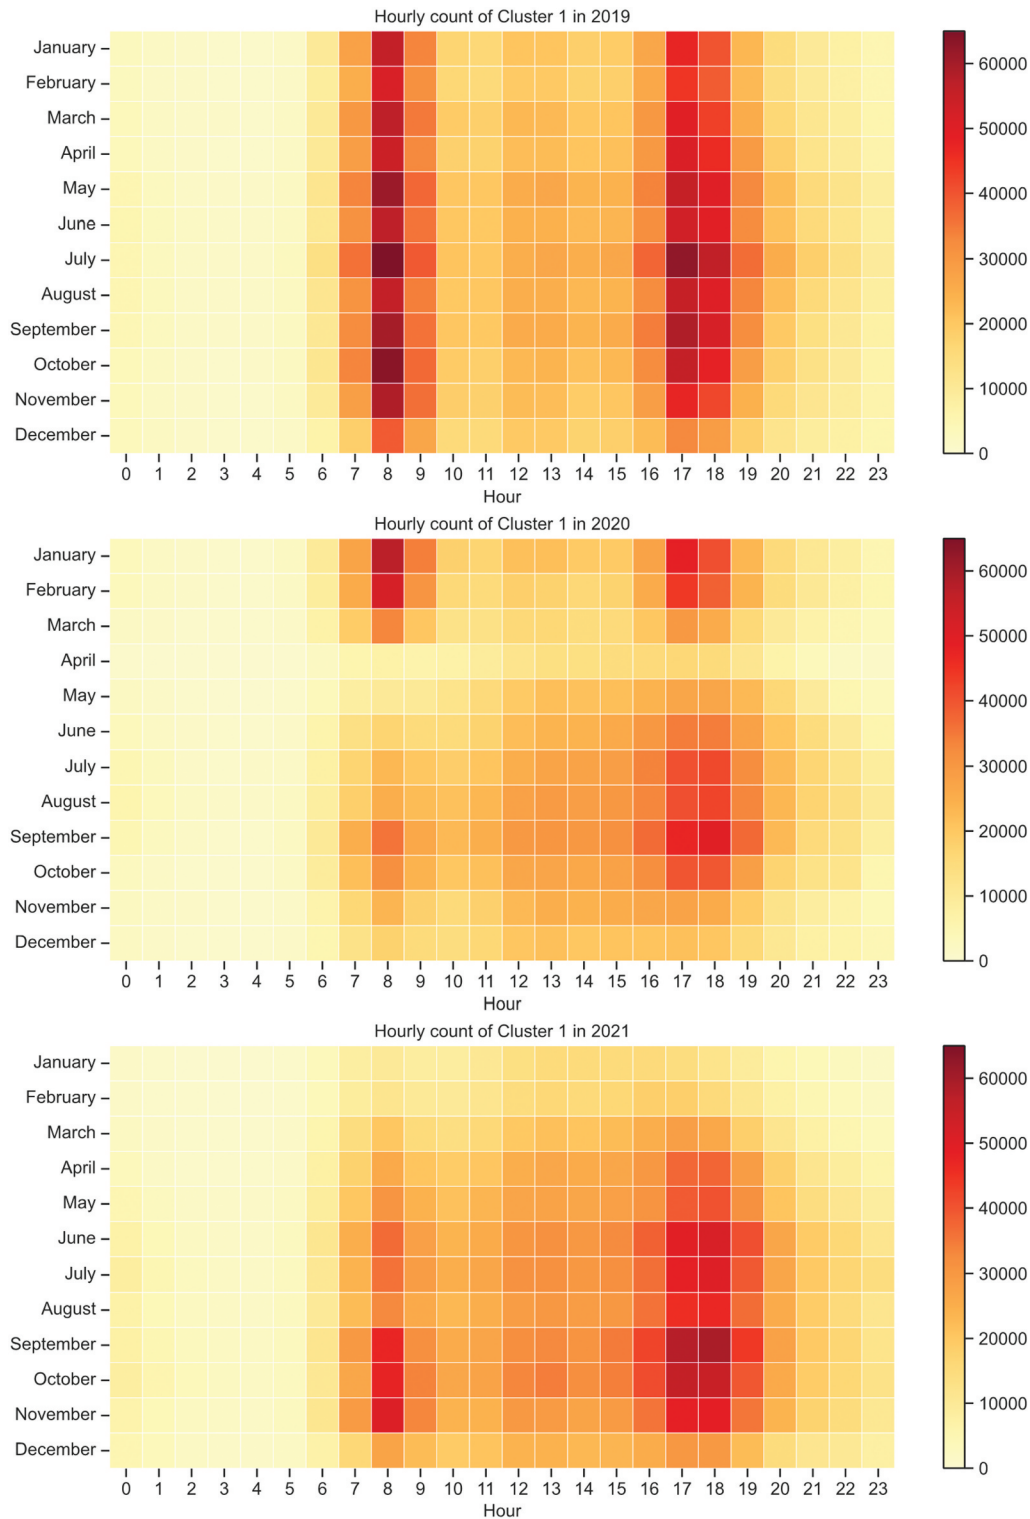 Hourly count of Cluster 1 in 2019
January
February
March
April
May
June
July
August
September
October
November
December
0 1 2 3 4 5 6 7 8 9 10 11 12 13 14 15 16 17 18 19 20 21 22 23
Hour
60000
50000
40000
30000
20000
10000
0
Hourly count of Cluster 1 in 2020
January
February
March
April
May
June
July
August
September
October
November
December
0 1 2 3 4 5 6 7 8 9 10 11 12 13 14 15 16 17 18 19 20 21 22 23
Hour
60000
50000
40000
30000
20000
10000
0
Hourly count of Cluster 1 in 2021
January
February
March
April
May
June
July
August
September
October
November
December
0 1 2 3 4 5 6 7 8 9 10 11 12 13 14 15 16 17 18 19 20 21 22 23
Hour
60000
50000
40000
30000
20000
10000
0